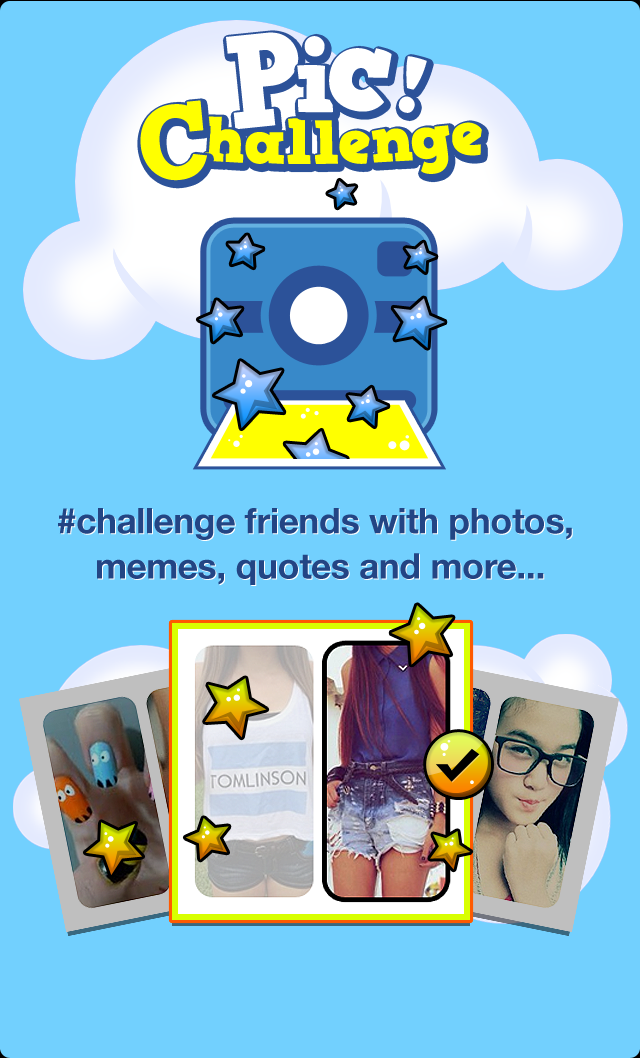 Pic!
Challenge
#challenge friends with photos,
memes, quotes and more...
TOMLINSON